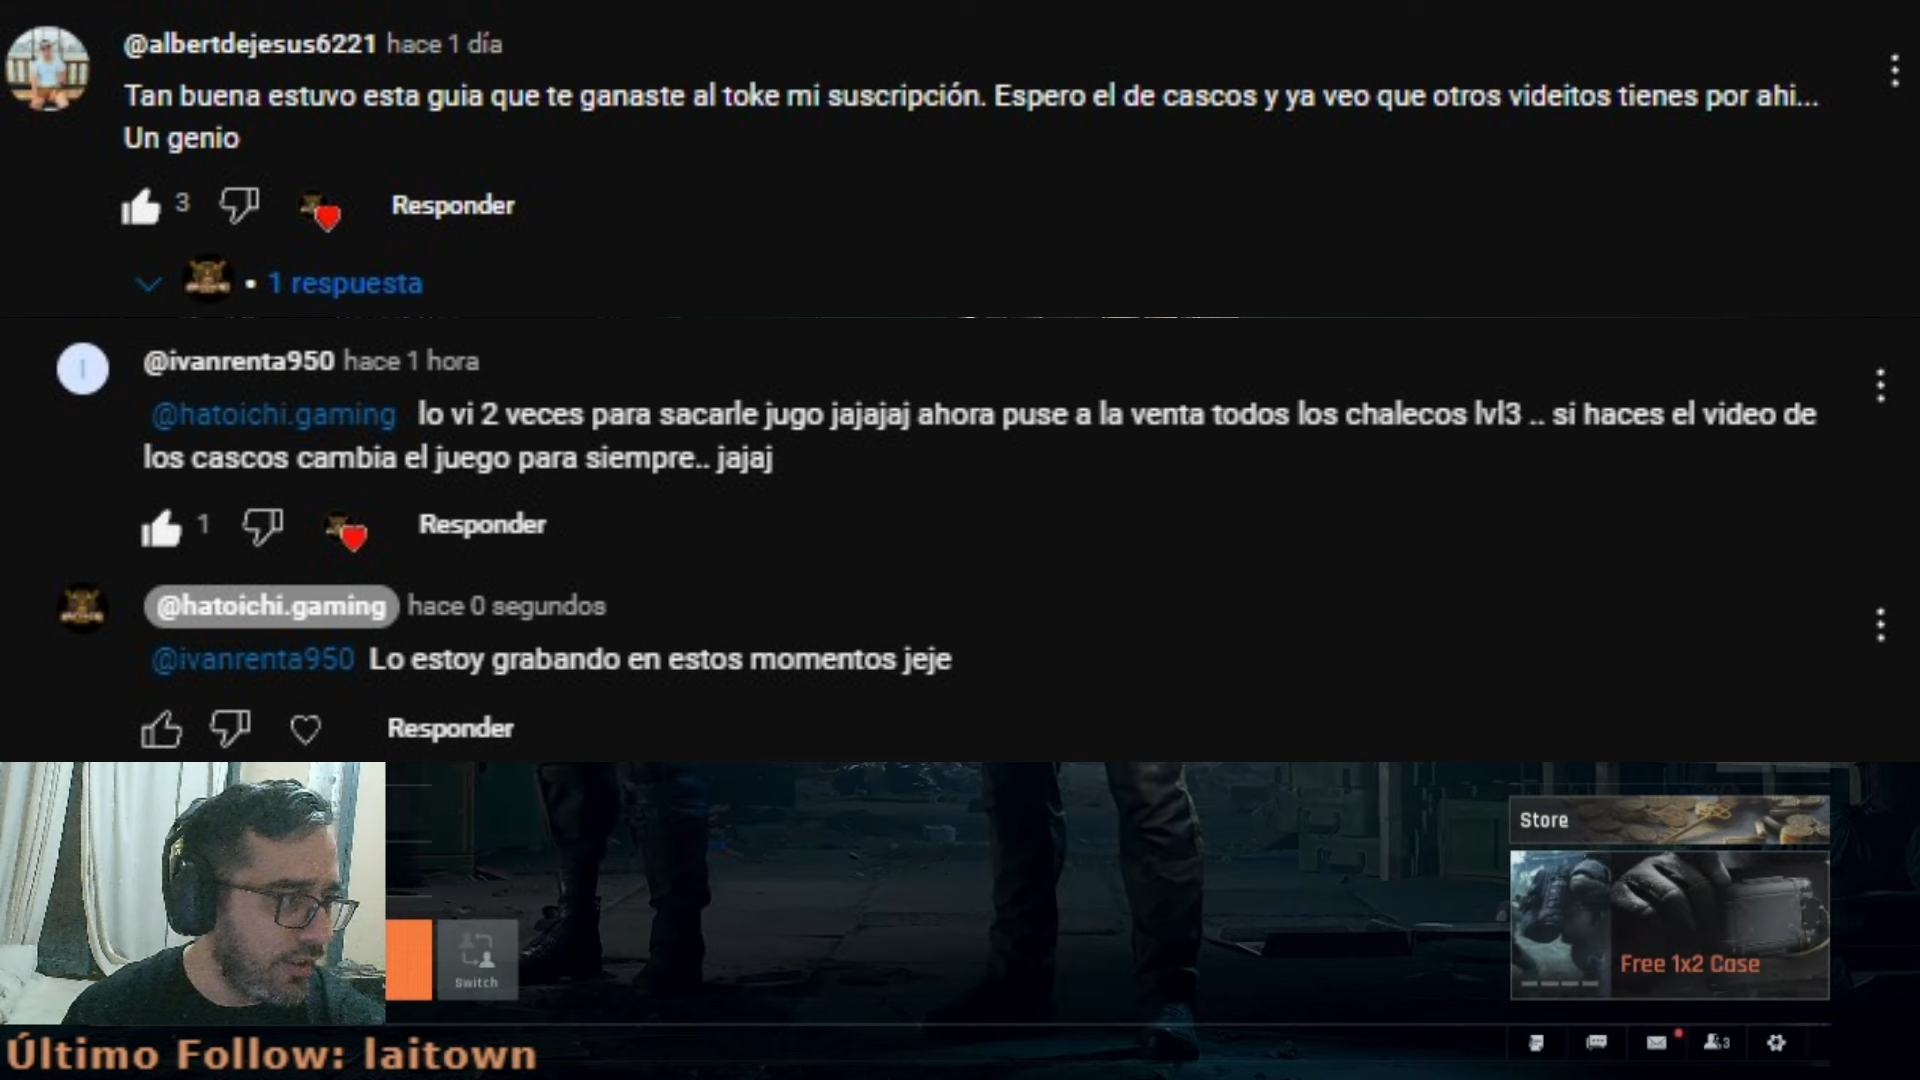 @albertdejesus6221 hace 1 día
Tan buena estuvo esta guia que te ganaste al toke mi suscripción. Espero el de cascos y ya veo que otros videitos tienes por ahi...
Un genio
3 Responder
• 1 respuesta
I
@ivanrenta950 hace 1 hora
@hatoichi.gaming lo vi 2 veces para sacarle jugo jajajaj ahora puse a la venta todos los chalecos lvl3 .. si haces el video de
los cascos cambia el juego para siempre.. jajaj
1 Responder
@hatoichi.gaming hace 0 segundos
@ivanrenta950 Lo estoy grabando en estos momentos jeje
Responder
Store
Free 1x2 Case
Switch
3
Último Follow: laitown